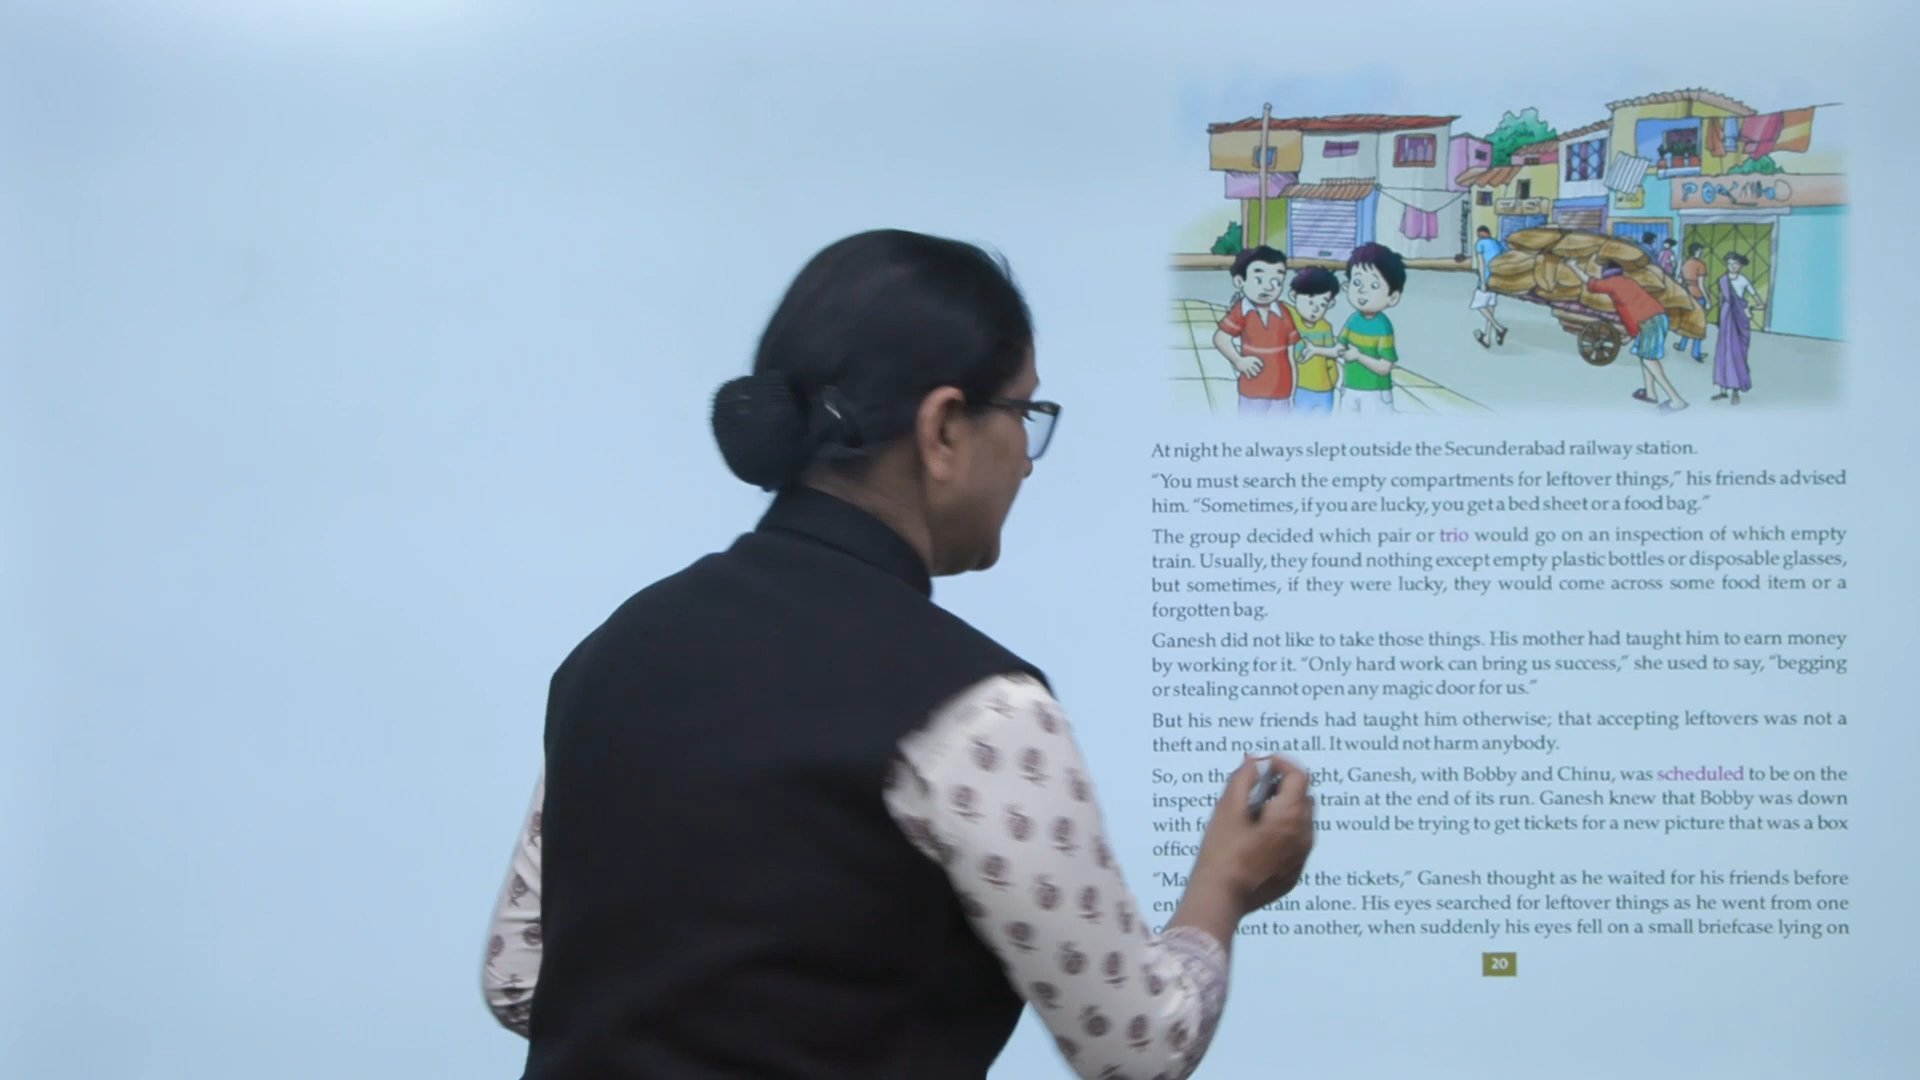 At night he always slept outside the Secunderabad railway station.
"You must search the empty compartments for leftover things," his friends advised
him. "Sometimes, if you are lucky, you get a bed sheet or a food bag."
The group decided which pair or trio would go on an inspection of which empty
train. Usually, they found nothing except empty plastic bottles or disposable glasses,
but sometimes, if they were lucky, they would come across some food item or a
forgotten bag.
Ganesh did not like to take those things. His mother had taught him to earn money
by working for it. "Only hard work can bring us success," she used to say, "begging
or stealing cannot open any magic door for us."
But his new friends had taught him otherwise; that accepting leftovers was not a
theft and no sin at all. It would not harm anybody.
So, on Ganesh, with Bobby and Chinu, was scheduled to be on the
train at the end of its run. Ganesh knew that Bobby was down
with would be trying to get tickets for a new picture that was a box
office
the tickets," Ganesh thought as he waited for his friends before
alone. His eyes searched for leftover things as he went from one
to another, when suddenly his eyes fell on a small briefcase lying on
20